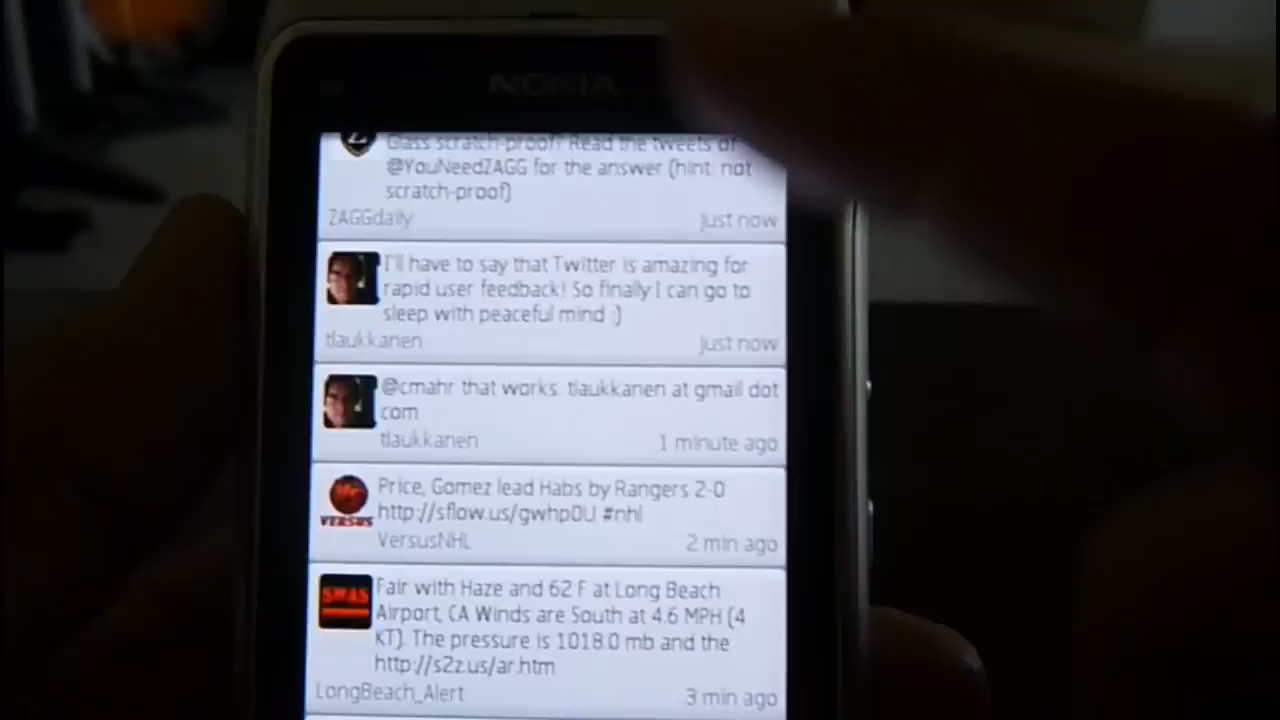 NOKIA
Glass scratch-proof? Read the tweets of
@YouNeedZAGG for the answer (hint: not
scratch-proof)
ZAGGdaily
Just now
I'll have to say that Twitter is amazing for
rapid user feedback! So finally I can go to
sleep with peaceful mind :)
tlaukkanen
Just now
@cmahr that works. tlaukkanen at gmail dot
com
tlaukkanen
1 minute ago
VERSUS
Price, Gomez lead Habs by Rangers 2-0
http://sflow.us/gwhp0U #nhl
VersusNHL
2 min ago
SWAS
Fair with Haze and 62 F at Long Beach
Airport, CA Winds are South at 4.6 MPH (4
KT). The pressure is 1018.0 mb and the
http://s2z.us/ar.htm
LongBeach_Alert
3 min ago